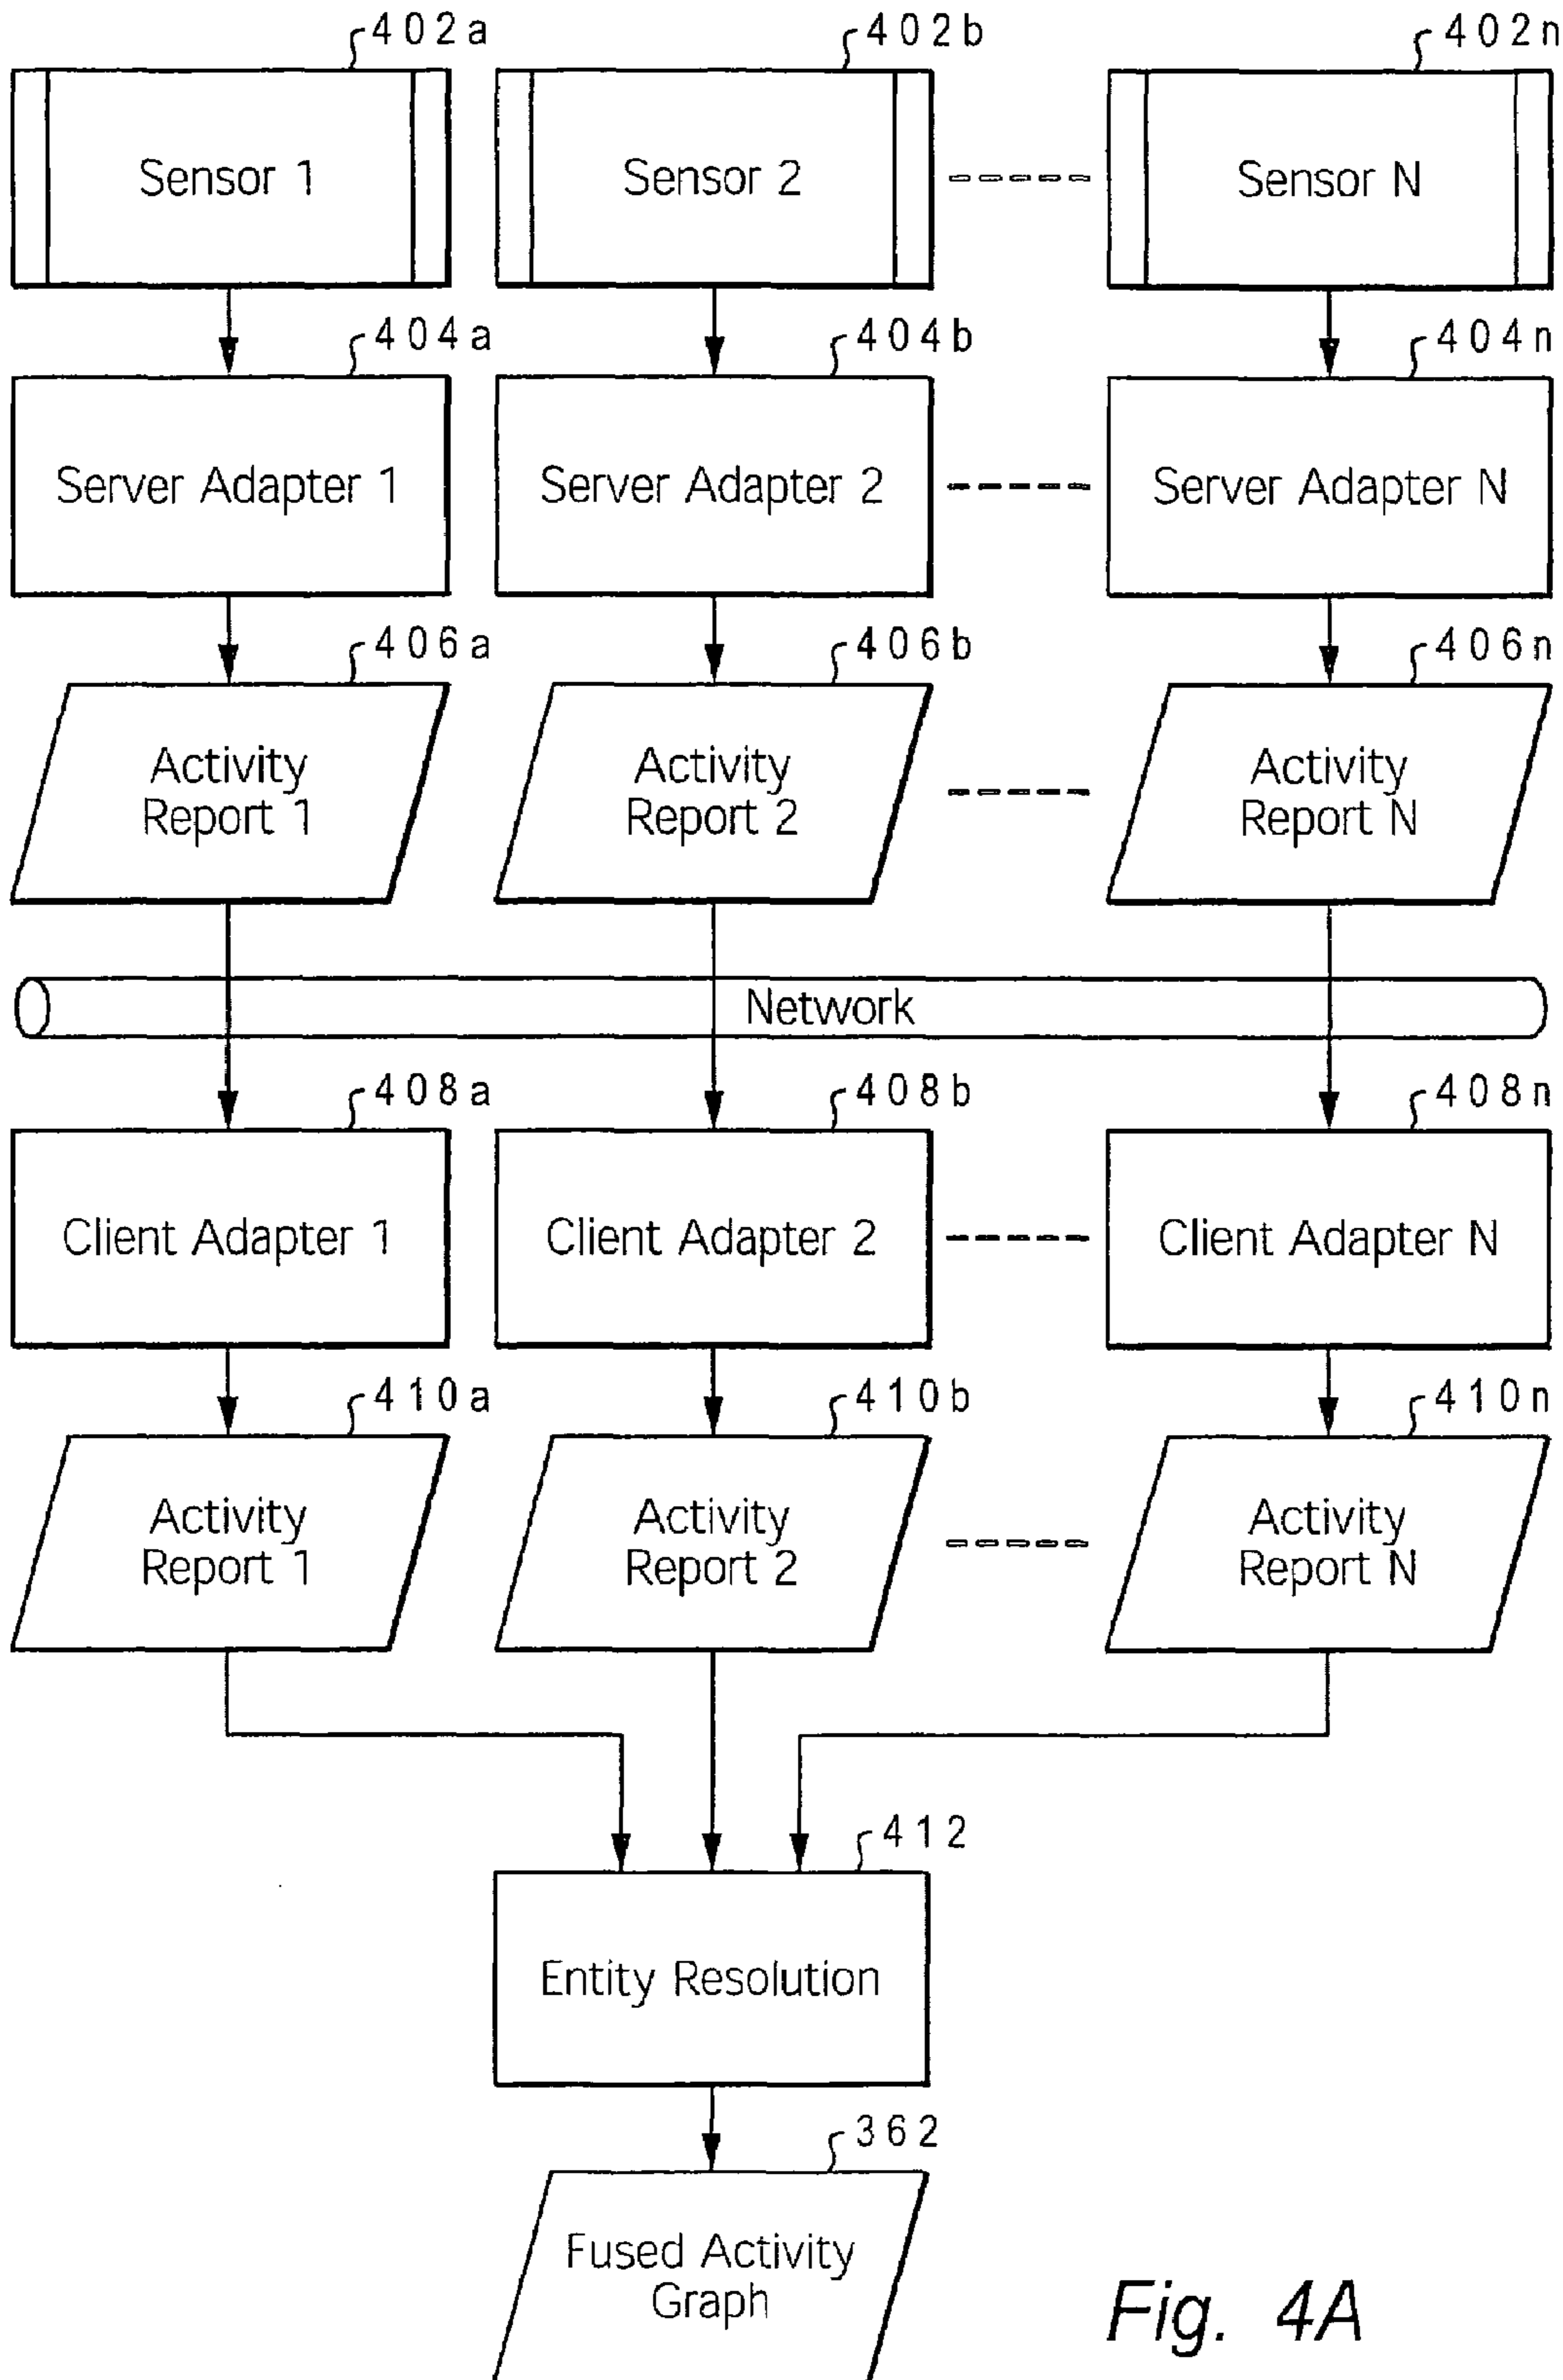 402a 402b 402n
Sensor 1 Sensor 2 Sensor N
404a 404b 404n
Server Adapter 1 Server Adapter 2 Server Adapter N
406a 406b 406n
Activity Activity Activity
Report 1 Report 2 Report N
Network
408a 408b 408n
Client Adapter 1 Client Adapter 2 Client Adapter N
410a 410b 410n
Activity Activity Activity
Report 1 Report 2 Report N
412
Entity Resolution
362
Fused Activity
Graph
Fig. 4A